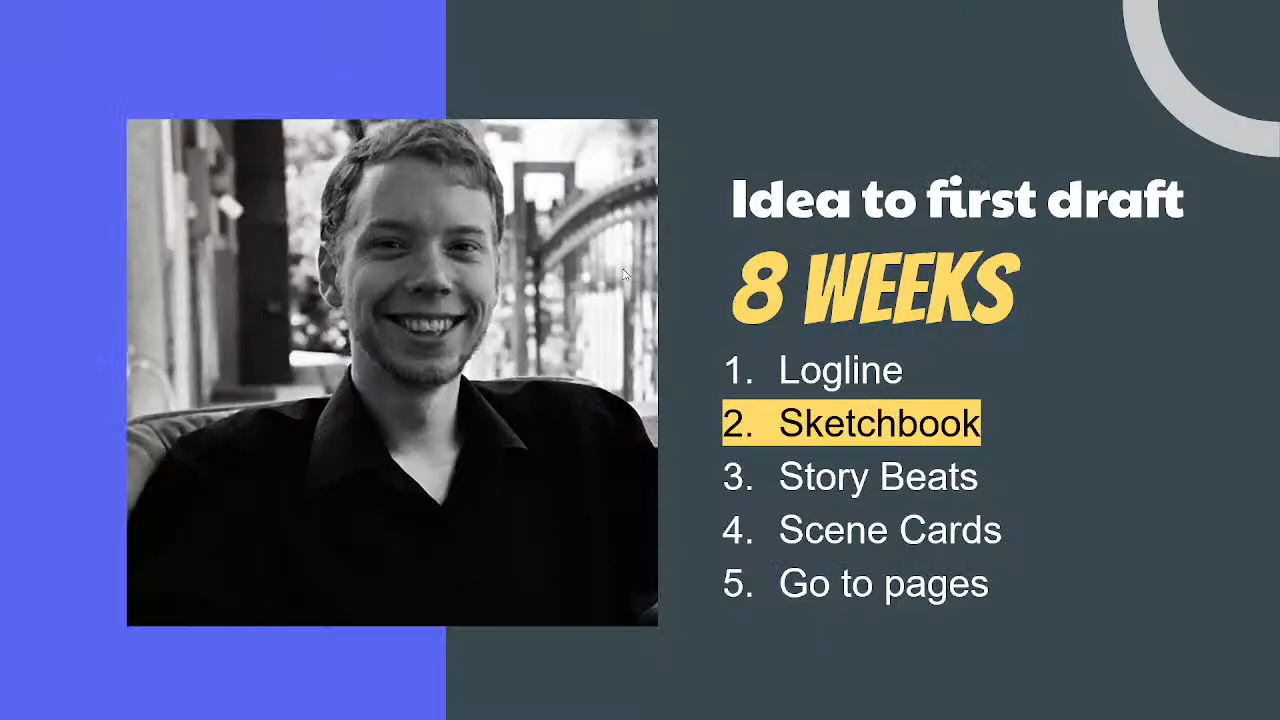 Idea to first draft
8 WEEKS
1. Logline
2. Sketchbook
3. Story Beats
4. Scene Cards
5. Go to pages